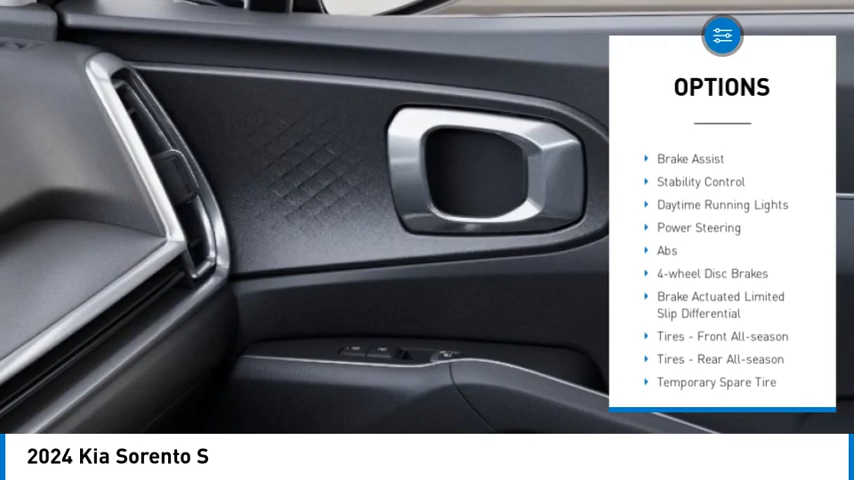 OPTIONS
Brake Assist
Stability Control
Daytime Running Lights
Power Steering
Abs
4-wheel Disc Brakes
Brake Actuated Limited
Slip Differential
Tires - Front All-season
Tires - Rear All-season
Temporary Spare Tire
2024 Kia Sorento S